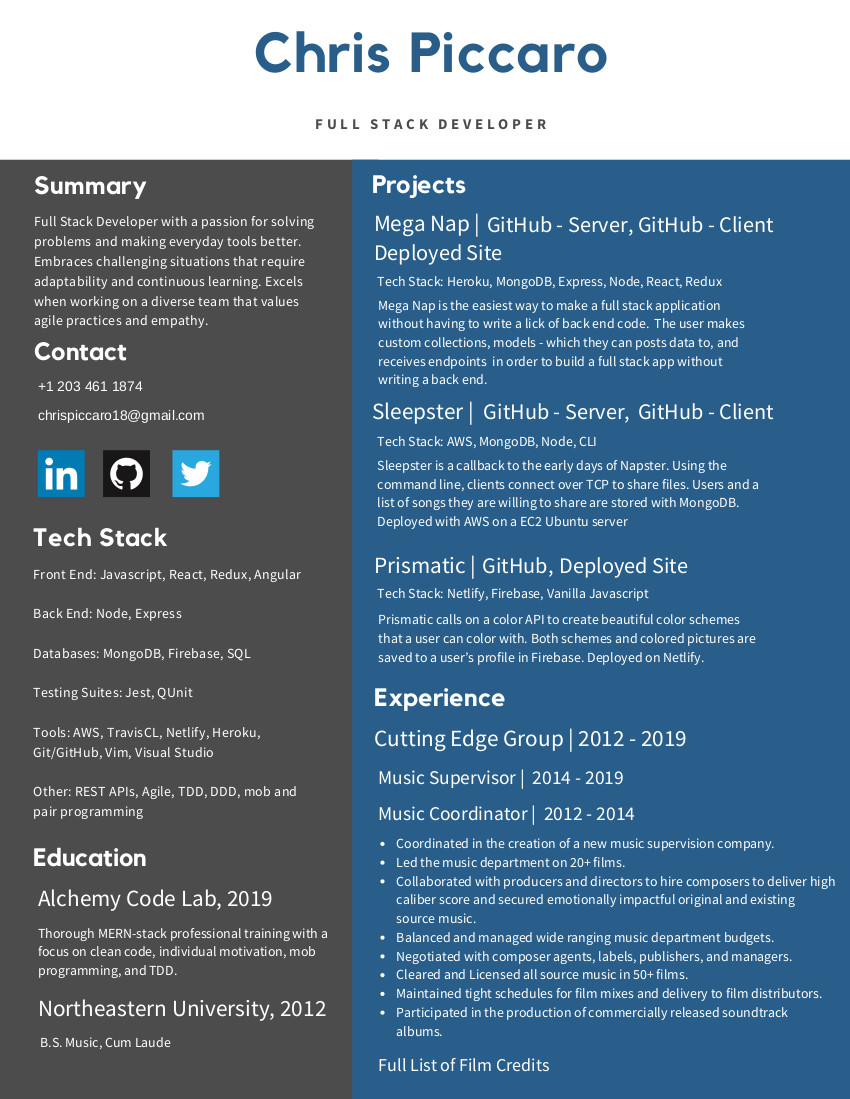 Chris Piccaro
FULL STACK DEVELOPER
Summary
Full Stack Developer with a passion for solving
problems and making everyday tools better.
Embraces challenging situations that require
adaptability and continuous learning. Excels
when working on a diverse team that values
agile practices and empathy.
Contact
+1 203 461 1874
chrispiccaro18@gmail.com
in
Tech Stack
Front End: Javascript, React, Redux, Angular
Back End: Node, Express
Databases: MongoDB, Firebase, SQL
Testing Suites: Jest, QUnit
Tools: AWS, TravisCL, Netlify, Heroku,
Git/GitHub, Vim, Visual Studio
Other: REST APIs, Agile, TDD, DDD, mob and
pair programming
Education
Alchemy Code Lab, 2019
Thorough MERN-stack professional training with a
focus on clean code, individual motivation, mob
programming, and TDD.
Northeastern University, 2012
B.S. Music, Cum Laude
Projects
Mega Nap | GitHub - Server, GitHub - Client
Deployed Site
Tech Stack: Heroku, MongoDB, Express, Node, React, Redux
Mega Nap is the easiest way to make a full stack application
without having to write a lick of back end code. The user makes
custom collections, models - which they can posts data to, and
receives endpoints in order to build a full stack app without
writing a back end.
Sleepster | GitHub - Server, GitHub - Client
Tech Stack: AWS, MongoDB, Node, CLI
Sleepster is a callback to the early days of Napster. Using the
command line, clients connect over TCP to share files. Users and a
list of songs they are willing to share are stored with MongoDB.
Deployed with AWS on a EC2 Ubuntu server
Prismatic | GitHub, Deployed Site
Tech Stack: Netlify, Firebase, Vanilla Javascript
Prismatic calls on a color API to create beautiful color schemes
that a user can color with. Both schemes and colored pictures are
saved to a user's profile in Firebase. Deployed on Netlify.
Experience
Cutting Edge Group | 2012 - 2019
Music Supervisor | 2014 - 2019
Music Coordinator | 2012 - 2014
• Coordinated in the creation of a new music supervision company.
• Led the music department on 20+ films.
• Collaborated with producers and directors to hire composers to deliver high
caliber score and secured emotionally impactful original and existing
source music.
• Balanced and managed wide ranging music department budgets.
• Negotiated with composer agents, labels, publishers, and managers.
• Cleared and Licensed all source music in 50+ films.
• Maintained tight schedules for film mixes and delivery to film distributors.
• Participated in the production of commercially released soundtrack
albums.
Full List of Film Credits